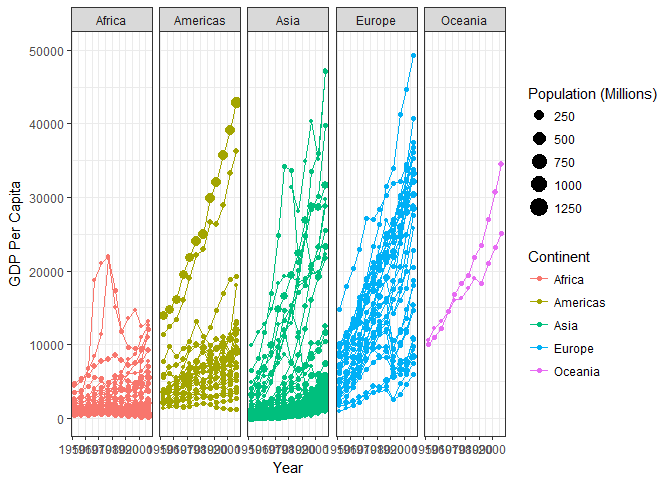 Africa
Americas
Asia
Europe
Oceania
50000
40000
30000
20000
10000
0
GDP Per Capita
Year
Population (Millions)
250
500
750
1000
1250
Continent
Africa
Americas
Asia
Europe
Oceania